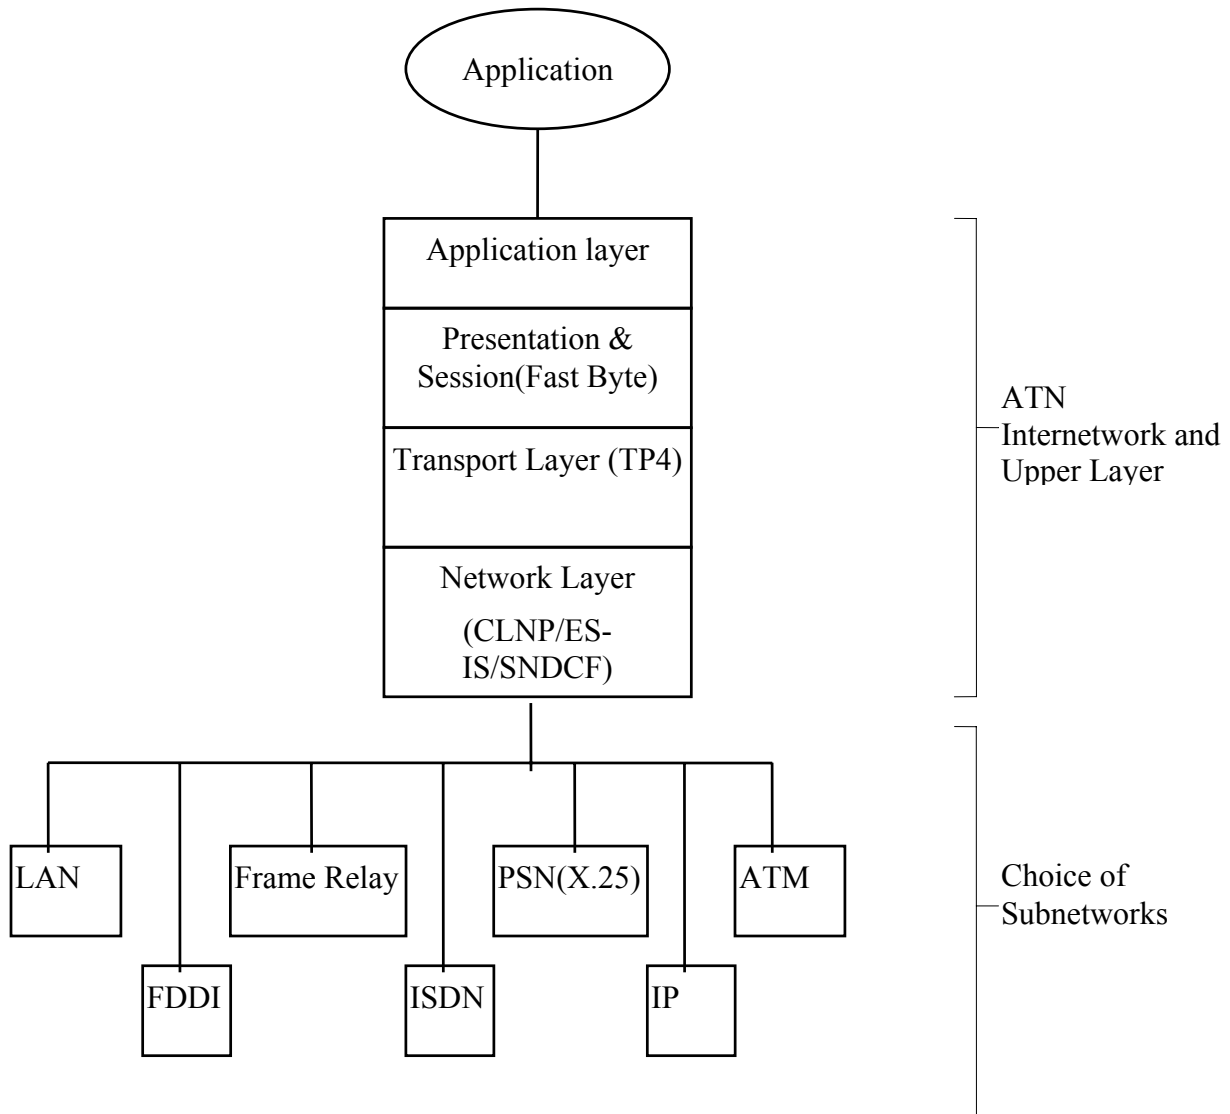 Application
Application layer
Presentation &
Session(Fast Byte)
Transport Layer (TP4)
Network Layer
(CLNP/ES-
IS/SNDCF)
ATN
Internetwork and
Upper Layer
LAN
Frame Relay
PSN(X.25)
ATM
FDDI
ISDN
IP
Choice of
Subnetworks